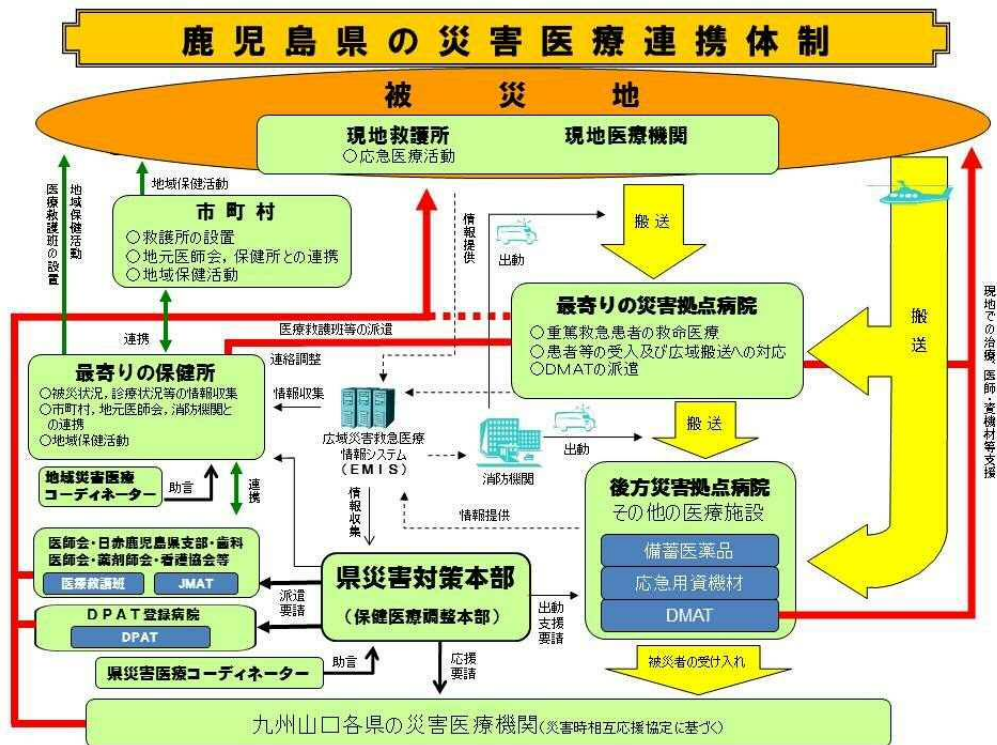 鹿児島県の災害医療連携体制
被災地
現地救護所
現地医療機関
○応急医療活動
医療救護班の設置
地域保健活動
地域保健活動
市町村
○救護所の設置
○地元医師会，保健所との連携
○地域保健活動
情報提供
出動
搬送
搬送
現地での治療，医師・資機材等支援
連携
医療救護班等の派遣
連絡調整
最寄りの災害拠点病院
○重篤救急患者の救命医療
○患者等の受入及び広域搬送への対応
○DMATの派遣
最寄りの保健所
○被災状況，診療状況等の情報収集
○市町村，地元医師会，消防機関と
の連携
○地域保健活動
情報収集
広域災害救急医療
情報システム
（ＥＭＩＳ）
消防機関
出動
搬送
地域災害医療
コーディネーター
助言
連携
情報収集
情報提供
後方災害拠点病院
その他の医療施設
備蓄医薬品
応急用資機材
DMAT
医師会・日赤鹿児島県支部・歯科
医師会・薬剤師会・看護協会等
医療救護班
JMAT
派遣
要請
県災害対策本部
（保健医療調整本部）
出動
支援
要請
ＤＰＡＴ登録病院
DPAT
県災害医療コーディネーター
助言
応援
要請
被災者の受け入れ
九州山口各県の災害医療機関（災害時相互応援協定に基づく）